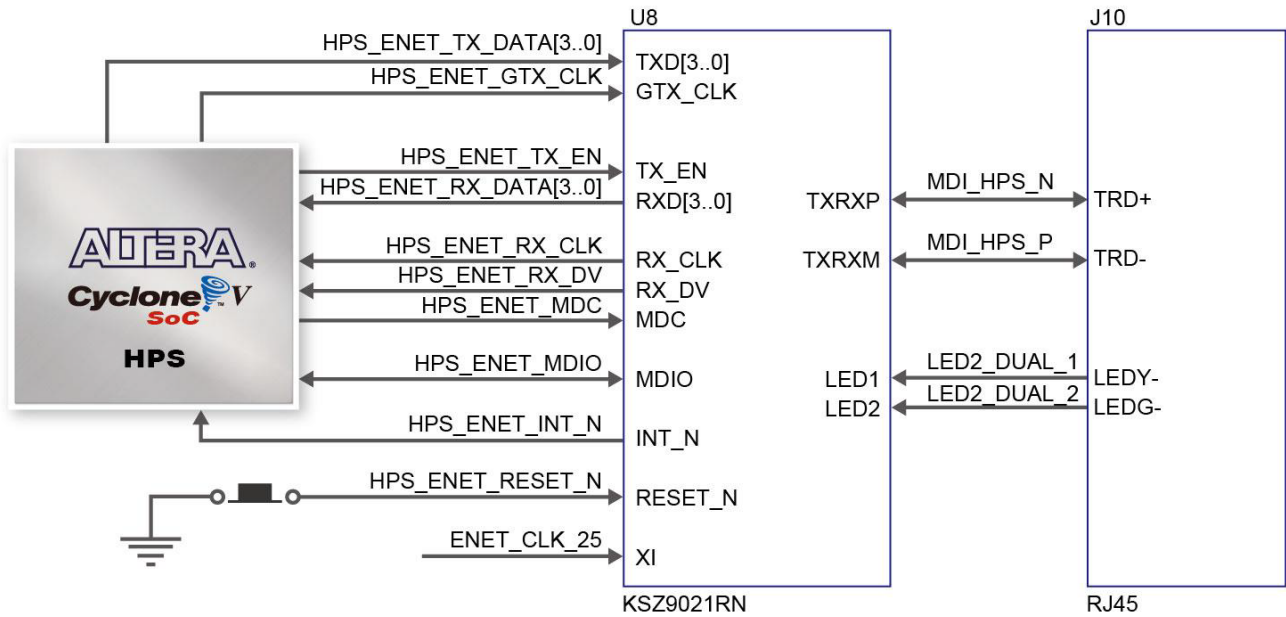 U8
J10
HPS_ENET_TX_DATA[3..0]
TXD[3..0]
HPS_ENET_GTX_CLK
GTX_CLK
HPS_ENET_TX_EN
TX_EN
HPS_ENET_RX_DATA[3..0]
RXD[3..0]
TXRXP
MDI_HPS_N
TRD+
ALTERA
Cyclone V
TM
SoC
HPS
HPS_ENET_RX_CLK
RX_CLK
TXRXM
MDI_HPS_P
TRD-
HPS_ENET_RX_DV
RX_DV
HPS_ENET_MDC
MDC
HPS_ENET_MDIO
MDIO
LED1
LED2_DUAL_1
LEDY-
LED2
LED2_DUAL_2
LEDG-
HPS_ENET_INT_N
INT_N
HPS_ENET_RESET_N
RESET_N
ENET_CLK_25
XI
KSZ9021RN
RJ45